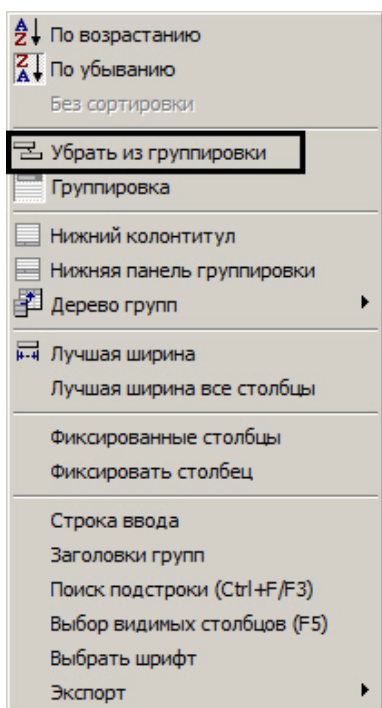 По возрастанию
По убыванию
Без сортировки
Убрать из группировки
Группировка
Нижний колонтитул
Нижняя панель группировки
Дерево групп
Лучшая ширина
Лучшая ширина все столбцы
Фиксированные столбцы
Фиксировать столбец
Строка ввода
Заголовки групп
Поиск подстроки (Ctrl+F/F3)
Выбор видимых столбцов (F5)
Выбрать шрифт
Экспорт